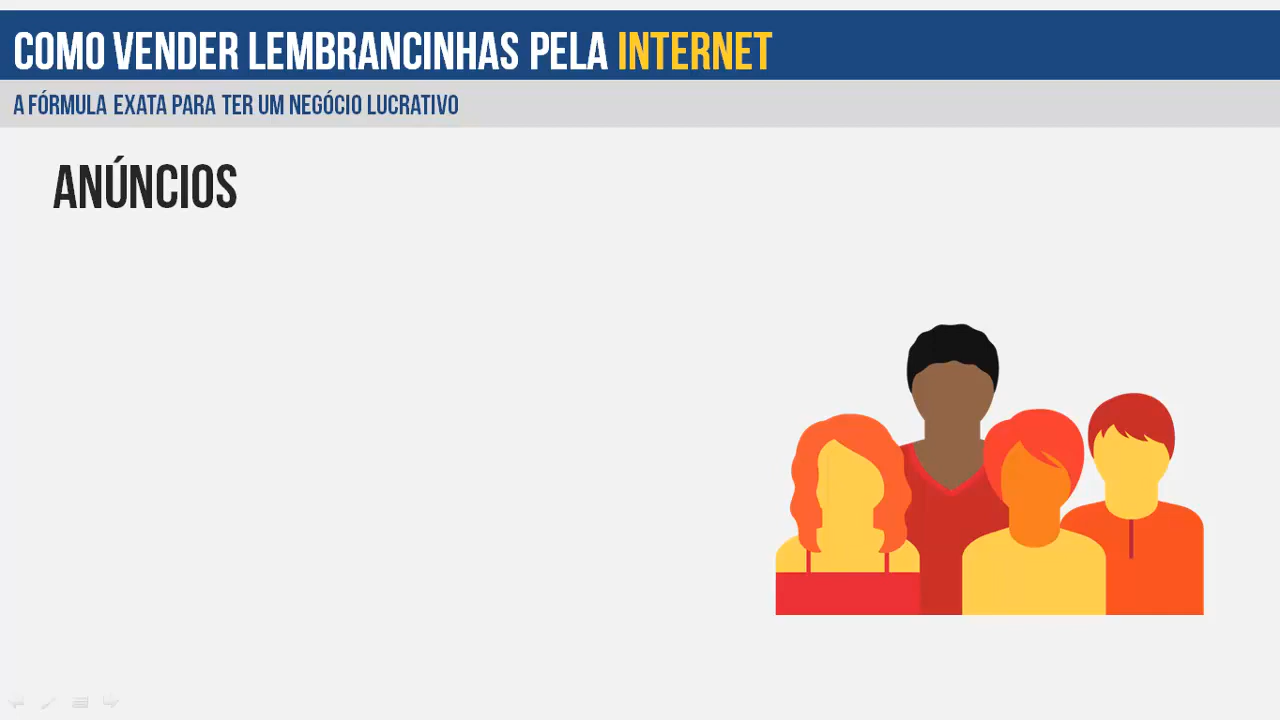 COMO VENDER LEMBRANCINHAS PELA INTERNET
A FÓRMULA EXATA PARA TER UM NEGÓCIO LUCRATIVO
ANÚNCIOS